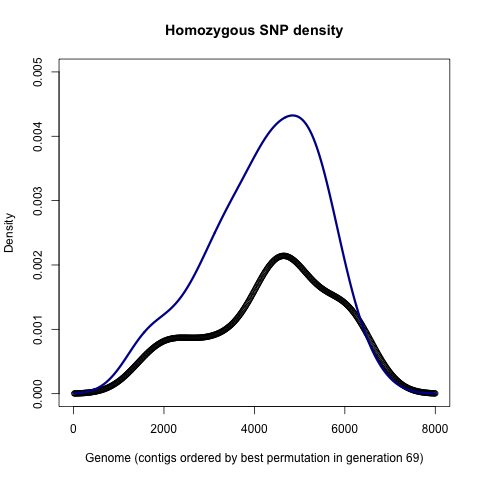 Homozygous SNP density
Density
0.005
0.004
0.003
0.002
0.001
0.000
0 2000 4000 6000 8000
Genome (contigs ordered by best permutation in generation 69)